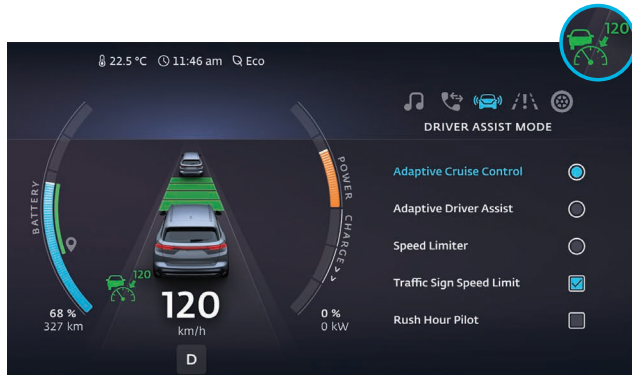 120
22.5 °C 11:46 am Eco
DRIVER ASSIST MODE
BATTERY
POWER
CHARGE
Adaptive Cruise Control
Adaptive Driver Assist
Speed Limiter
Traffic Sign Speed Limit
Rush Hour Pilot
120
120
km/h
68 %
327 km
0 %
0 kW
D